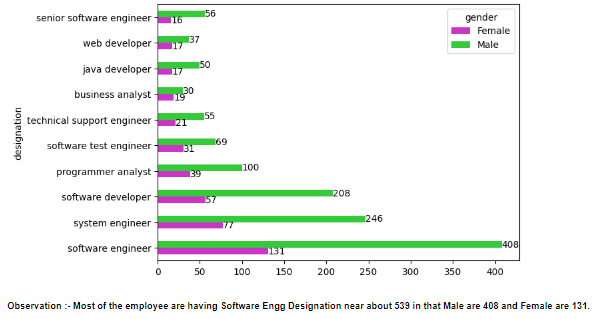 gender
Female
Male
designation
senior software engineer 56
16
web developer 37
17
java developer 50
17
business analyst 30
19
technical support engineer 55
21
software test engineer 69
31
programmer analyst 100
39
software developer 208
57
system engineer 246
77
software engineer 408
131
0 50 100 150 200 250 300 350 400
Observation :- Most of the employee are having Software Engg Designation near about 539 in that Male are 408 and Female are 131.